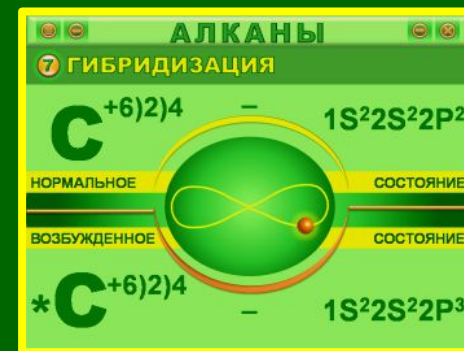 АЛКАНЫ
7 ГИБРИДИЗАЦИЯ
C+6)2)4 – 1S²2S²2P²
НОРМАЛЬНОЕ СОСТОЯНИЕ
ВОЗБУЖДЕННОЕ СОСТОЯНИЕ
*C+6)2)4 – 1S²2S²2P³